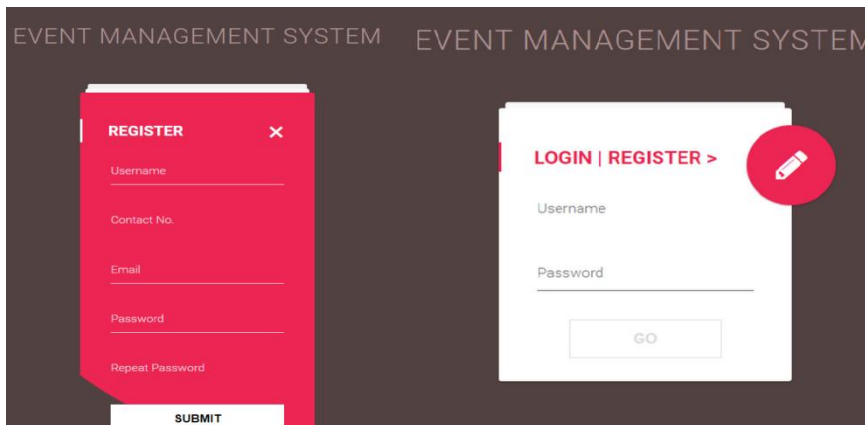 EVENT MANAGEMENT SYSTEM
REGISTER ×
Username
Contact No.
Email
Password
Repeat Password
SUBMIT
EVENT MANAGEMENT SYSTEM
LOGIN | REGISTER >
Username
Password
GO